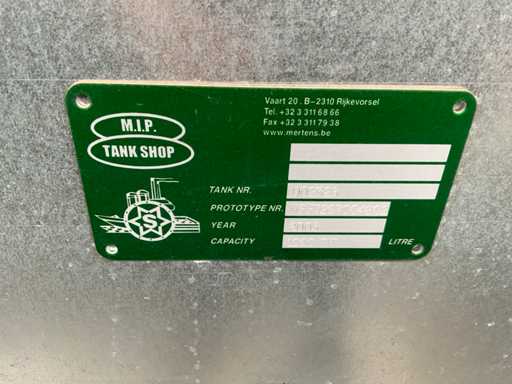 M.I.P.
TANK SHOP
Vaart 20 . B-2310 Rijkevorsel
Tel. +32 3 311 68 66
Fax +32 3 311 79 38
www.mertens.be
TANK NR.
PROTOTYPE NR.
YEAR
CAPACITY LITRE
S